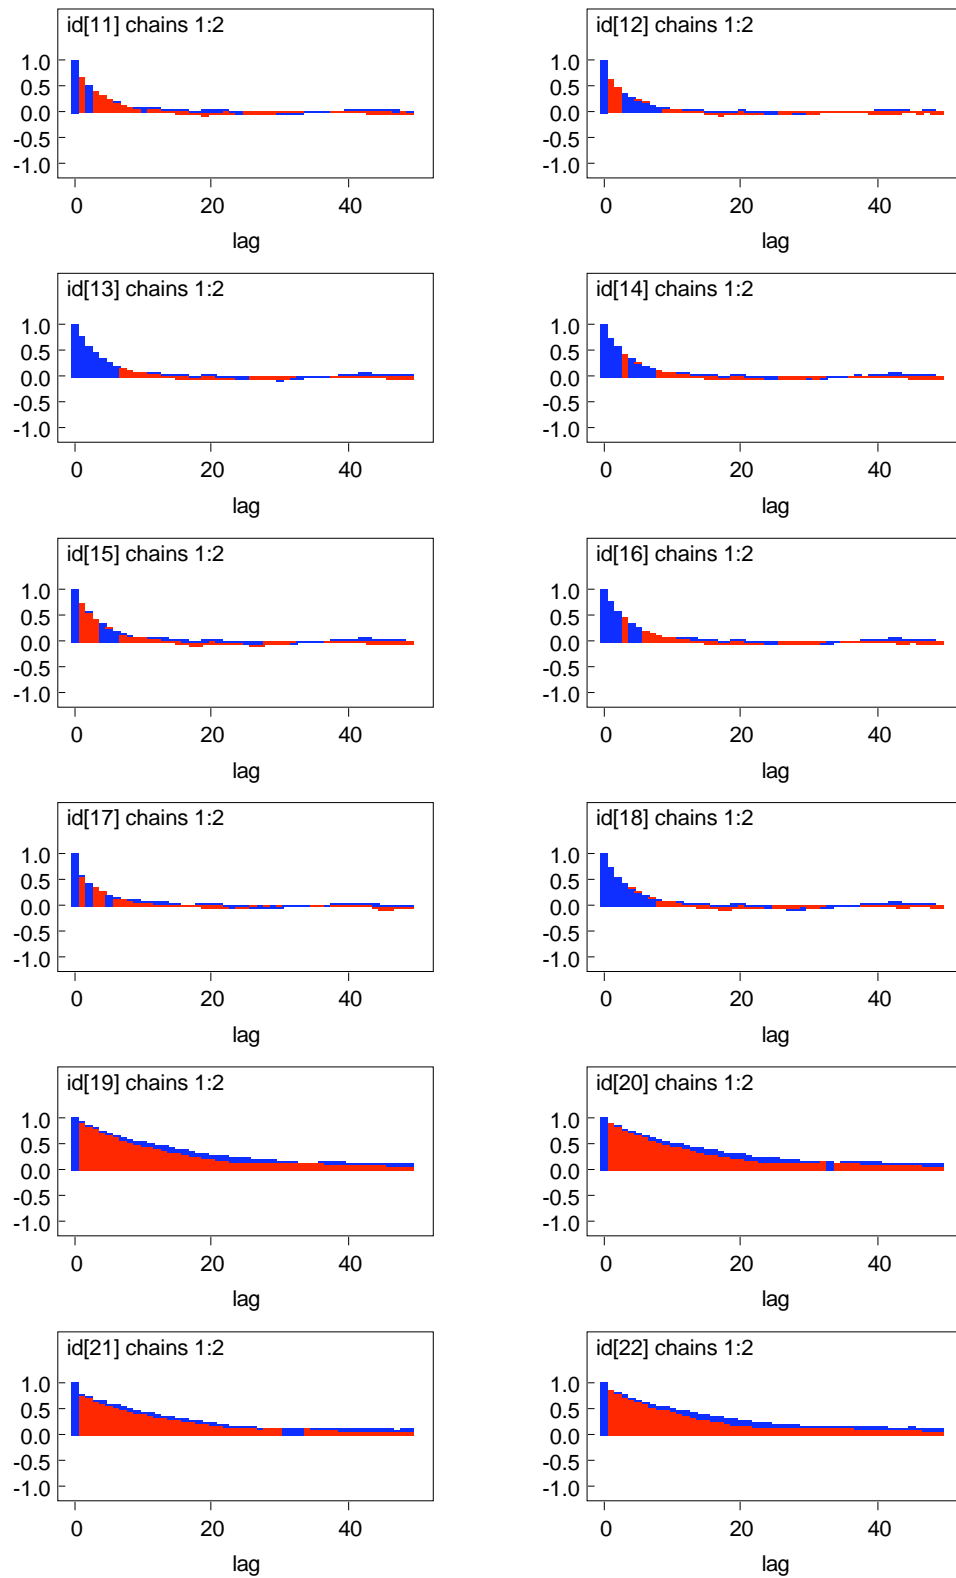 id[11] chains 1:2
1.0
0.5
0.0
-0.5
-1.0
0 20 40
lag
id[12] chains 1:2
1.0
0.5
0.0
-0.5
-1.0
0 20 40
lag
id[13] chains 1:2
1.0
0.5
0.0
-0.5
-1.0
0 20 40
lag
id[14] chains 1:2
1.0
0.5
0.0
-0.5
-1.0
0 20 40
lag
id[15] chains 1:2
1.0
0.5
0.0
-0.5
-1.0
0 20 40
lag
id[16] chains 1:2
1.0
0.5
0.0
-0.5
-1.0
0 20 40
lag
id[17] chains 1:2
1.0
0.5
0.0
-0.5
-1.0
0 20 40
lag
id[18] chains 1:2
1.0
0.5
0.0
-0.5
-1.0
0 20 40
lag
id[19] chains 1:2
1.0
0.5
0.0
-0.5
-1.0
0 20 40
lag
id[20] chains 1:2
1.0
0.5
0.0
-0.5
-1.0
0 20 40
lag
id[21] chains 1:2
1.0
0.5
0.0
-0.5
-1.0
0 20 40
lag
id[22] chains 1:2
1.0
0.5
0.0
-0.5
-1.0
0 20 40
lag